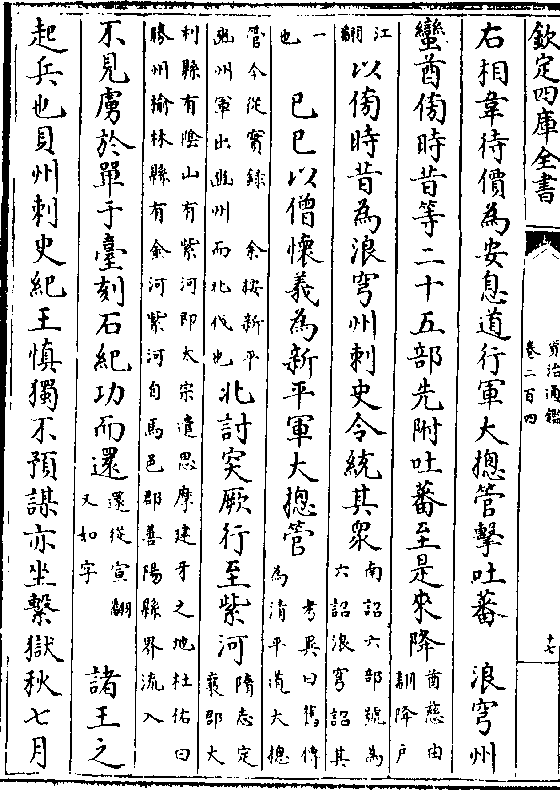 欽定四庫全書
資治通鑑
卷二百四
十七
右相韋待價為安息道行軍大摠管擊吐蕃 浪穹州
蠻酋傍時昔等二十五部先附吐蕃至是來降酋慈由
翻降戶
江
翻以傍時昔為浪穹州刺史令統其衆南詔六部號為
六詔浪穹詔其
一
也 己巳以僧懷義為新平軍大摠管考異曰舊傳
為清平道大摠
管今從實録 余按新平
幽州軍出幽州而北伐也北討突厥行至紫河隋志定
襄郡大
利縣有隂山有紫河即太宗遣思摩建牙之地杜佑曰
勝州榆林縣有金河紫河自馬邑郡善陽縣界流入
不見虜於單于臺刻石紀功而還還從宣翻
又如字 諸王之
起兵也貝州刺史紀王慎獨不預謀亦坐繫獄秋七月